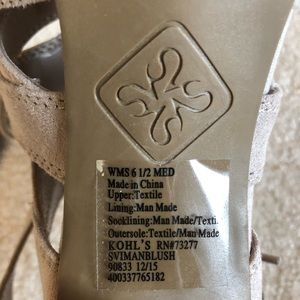 WMS 6 1/2 MED
Made in China
Upper:Textile
Lining:Man Made
Socklining:Man Made/Texti
Outersole:Textile/Man Made
KOHL'S RN#73277
SVIMANBLUSH
90833 12/15
400337765182